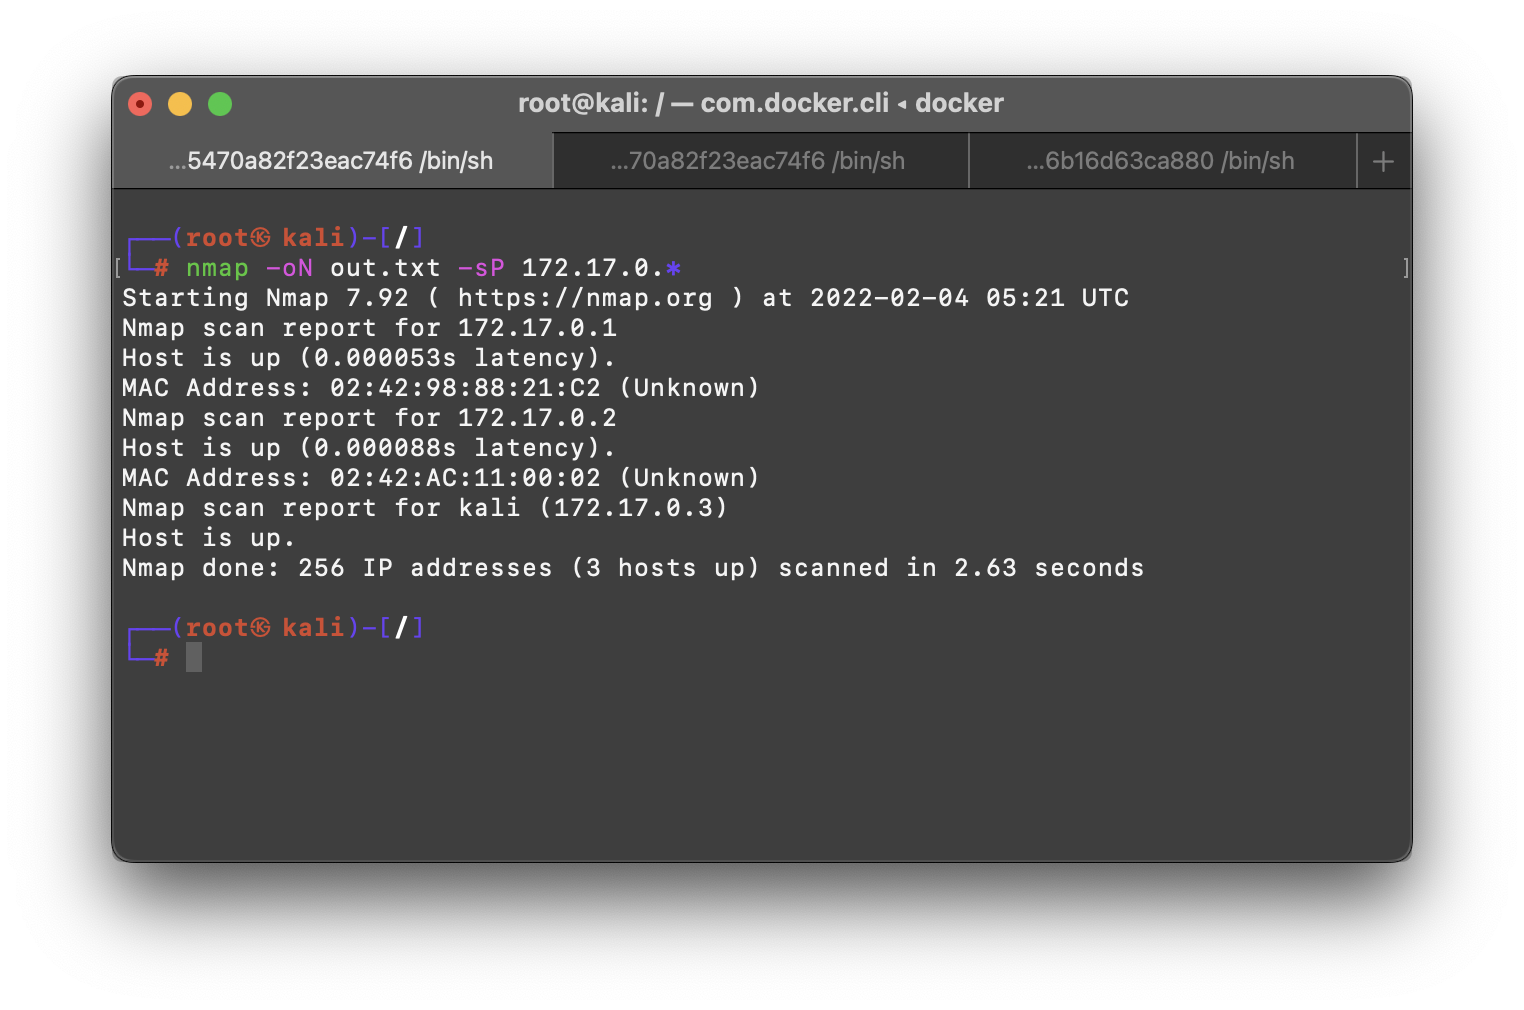 root@kali: / — com.docker.cli ◂ docker
...5470a82f23eac74f6 /bin/sh
...70a82f23eac74f6 /bin/sh
...6b16d63ca880 /bin/sh
+
┌──(root㉿kali)-[/]
└─# nmap -oN out.txt -sP 172.17.0.*
Starting Nmap 7.92 ( https://nmap.org ) at 2022-02-04 05:21 UTC
Nmap scan report for 172.17.0.1
Host is up (0.000053s latency).
MAC Address: 02:42:98:88:21:C2 (Unknown)
Nmap scan report for 172.17.0.2
Host is up (0.000088s latency).
MAC Address: 02:42:AC:11:00:02 (Unknown)
Nmap scan report for kali (172.17.0.3)
Host is up.
Nmap done: 256 IP addresses (3 hosts up) scanned in 2.63 seconds
┌──(root㉿kali)-[/]
└─#